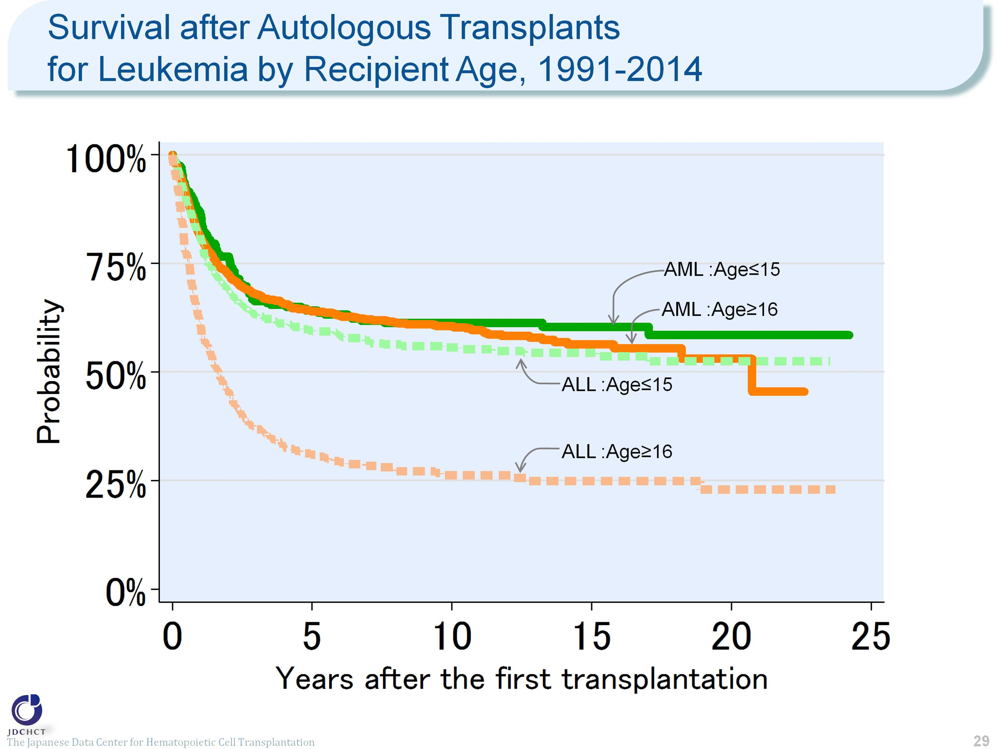 Survival after Autologous Transplants
for Leukemia by Recipient Age, 1991-2014
100%
75%
50%
25%
0%
Probability
AML :Age≤15
AML :Age≥16
ALL :Age≤15
ALL :Age≥16
0 5 10 15 20 25
Years after the first transplantation
JDCHCT
The Japanese Data Center for Hematopoietic Cell Transplantation
29